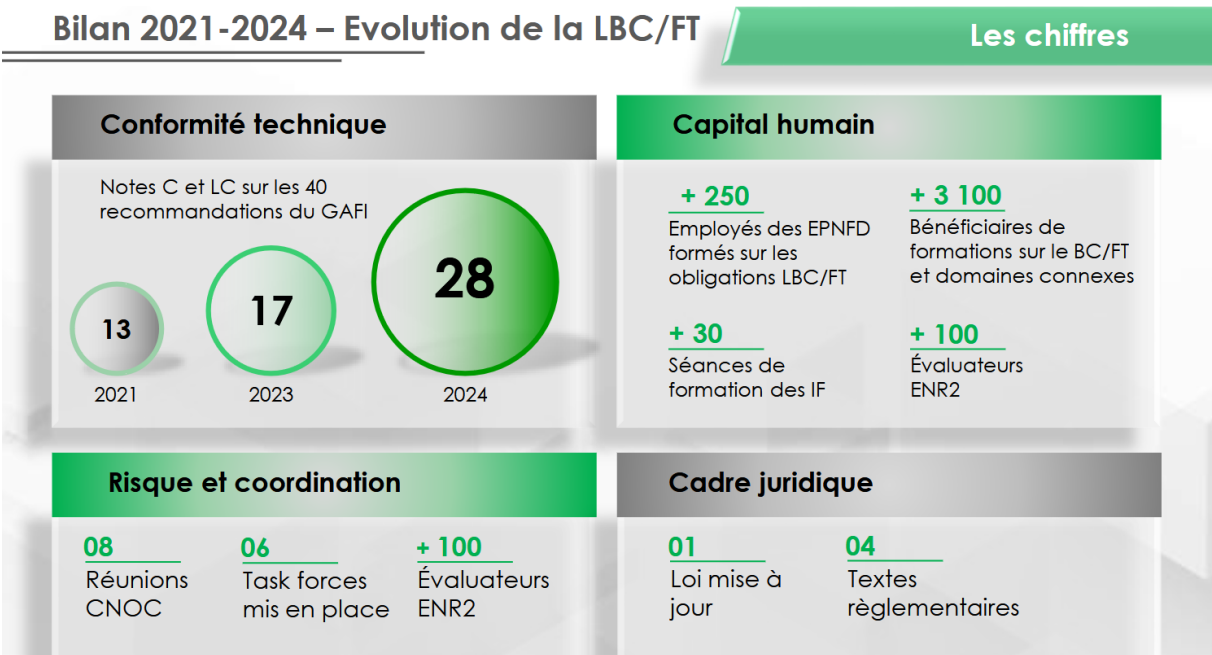 Bilan 2021-2024 – Evolution de la LBC/FT
Les chiffres
Conformité technique
Notes C et LC sur les 40
recommandations du GAFI
13
17
28
2021
2023
2024
Capital humain
+ 250
Employés des EPNFD
formés sur les
obligations LBC/FT
+ 3 100
Bénéficiaires de
formations sur le BC/FT
et domaines connexes
+ 30
Séances de
formation des IF
+ 100
Évaluateurs
ENR2
Risque et coordination
08
Réunions
CNOC
06
Task forces
mis en place
+ 100
Évaluateurs
ENR2
Cadre juridique
01
Loi mise à
jour
04
Textes
règlementaires